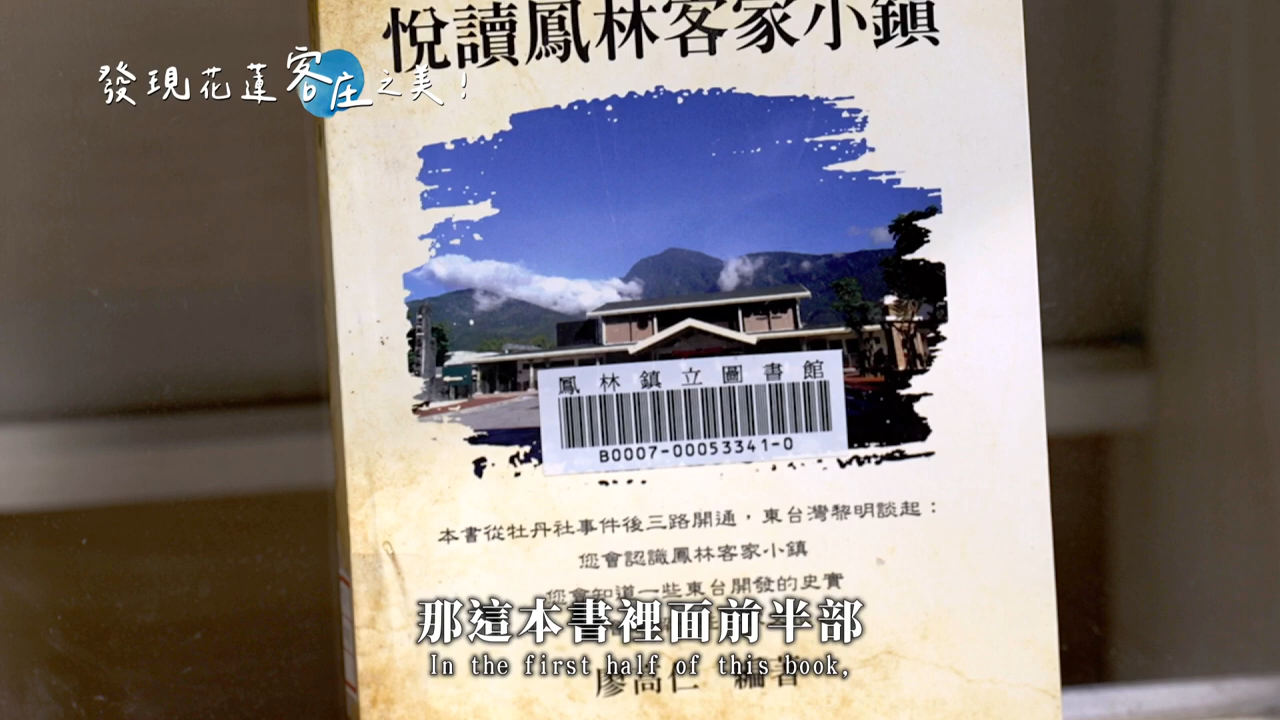 悅讀鳳林客家小鎮
發現花蓮客庄之美！
鳳林鎮立圖書館
B0007-00053341-0
本書從牡丹社事件後三路開通，東台灣黎明談起：
您會認識鳳林客家小鎮
您會知道一些東台開發的史實
那這本書裡面前半部
In the first half of this book,
廖高仁 編著